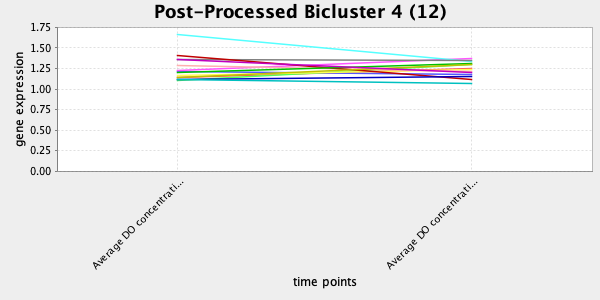 Post-Processed Bicluster 4 (12)
1.75
1.50
1.25
1.00
0.75
0.50
0.25
0.00
gene expression
Average DO concentrati...
Average DO concentrati...
time points